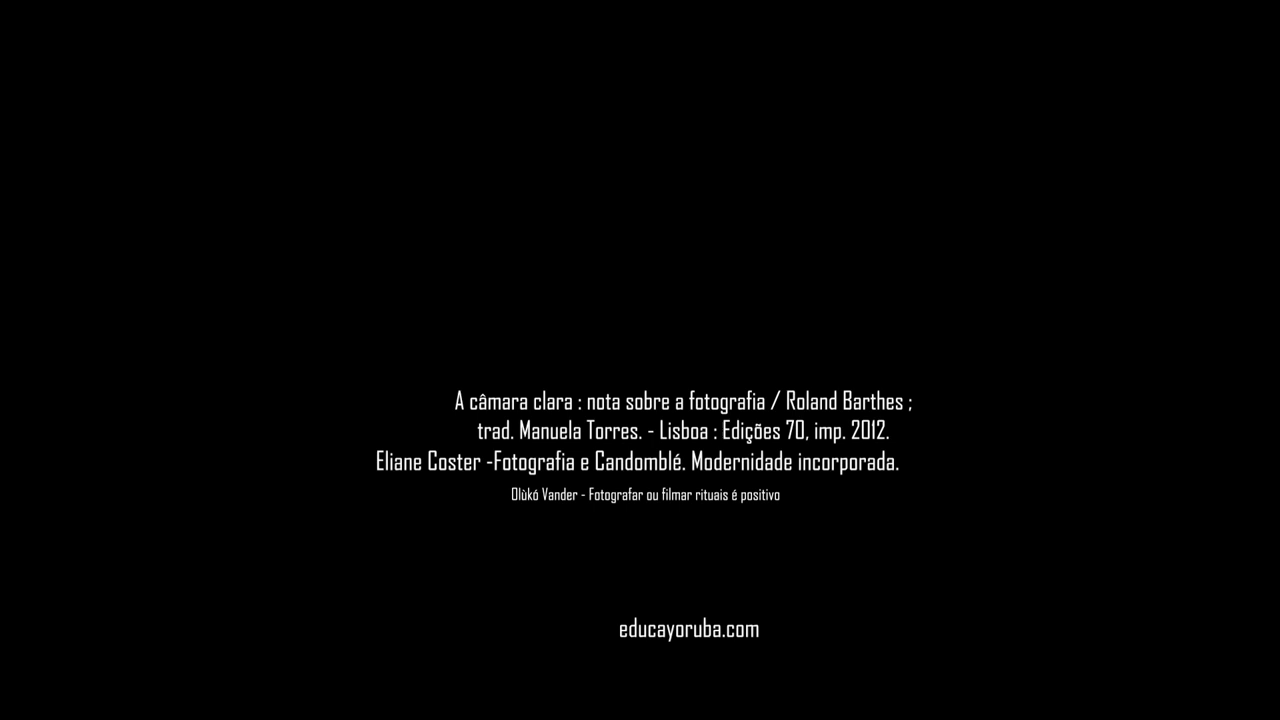 A câmara clara : nota sobre a fotografia / Roland Barthes ;
trad. Manuela Torres. - Lisboa : Edições 70, imp. 2012.
Eliane Coster -Fotografia e Candomblé. Modernidade incorporada.
Olùkó Vander - Fotografar ou filmar rituais é positivo
educayoruba.com